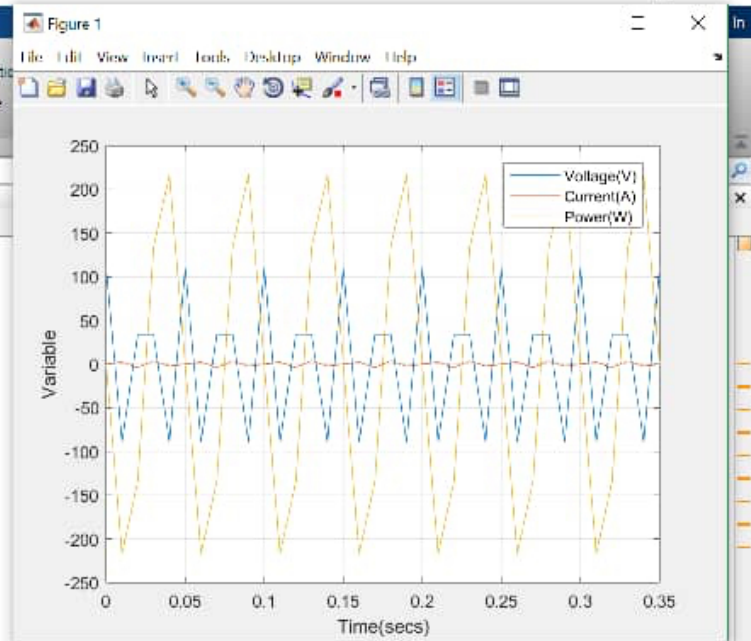 Figure 1
In
File Edit View Insert Tools Desktop Window Help
250
200
150
100
50
0
-50
-100
-150
-200
-250
Variable
Voltage(V)
Current(A)
Power(W)
0 0.05 0.1 0.15 0.2 0.25 0.3 0.35
Time(secs)